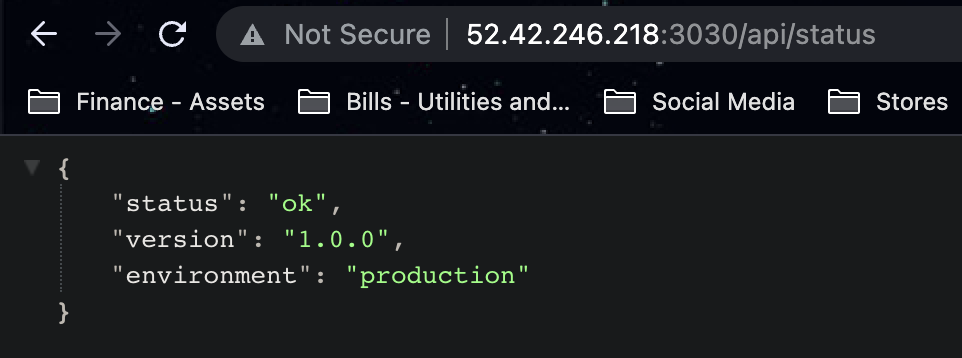 Not Secure | 52.42.246.218:3030/api/status
Finance - Assets Bills - Utilities and... Social Media Stores
{
"status": "ok",
"version": "1.0.0",
"environment": "production"
}